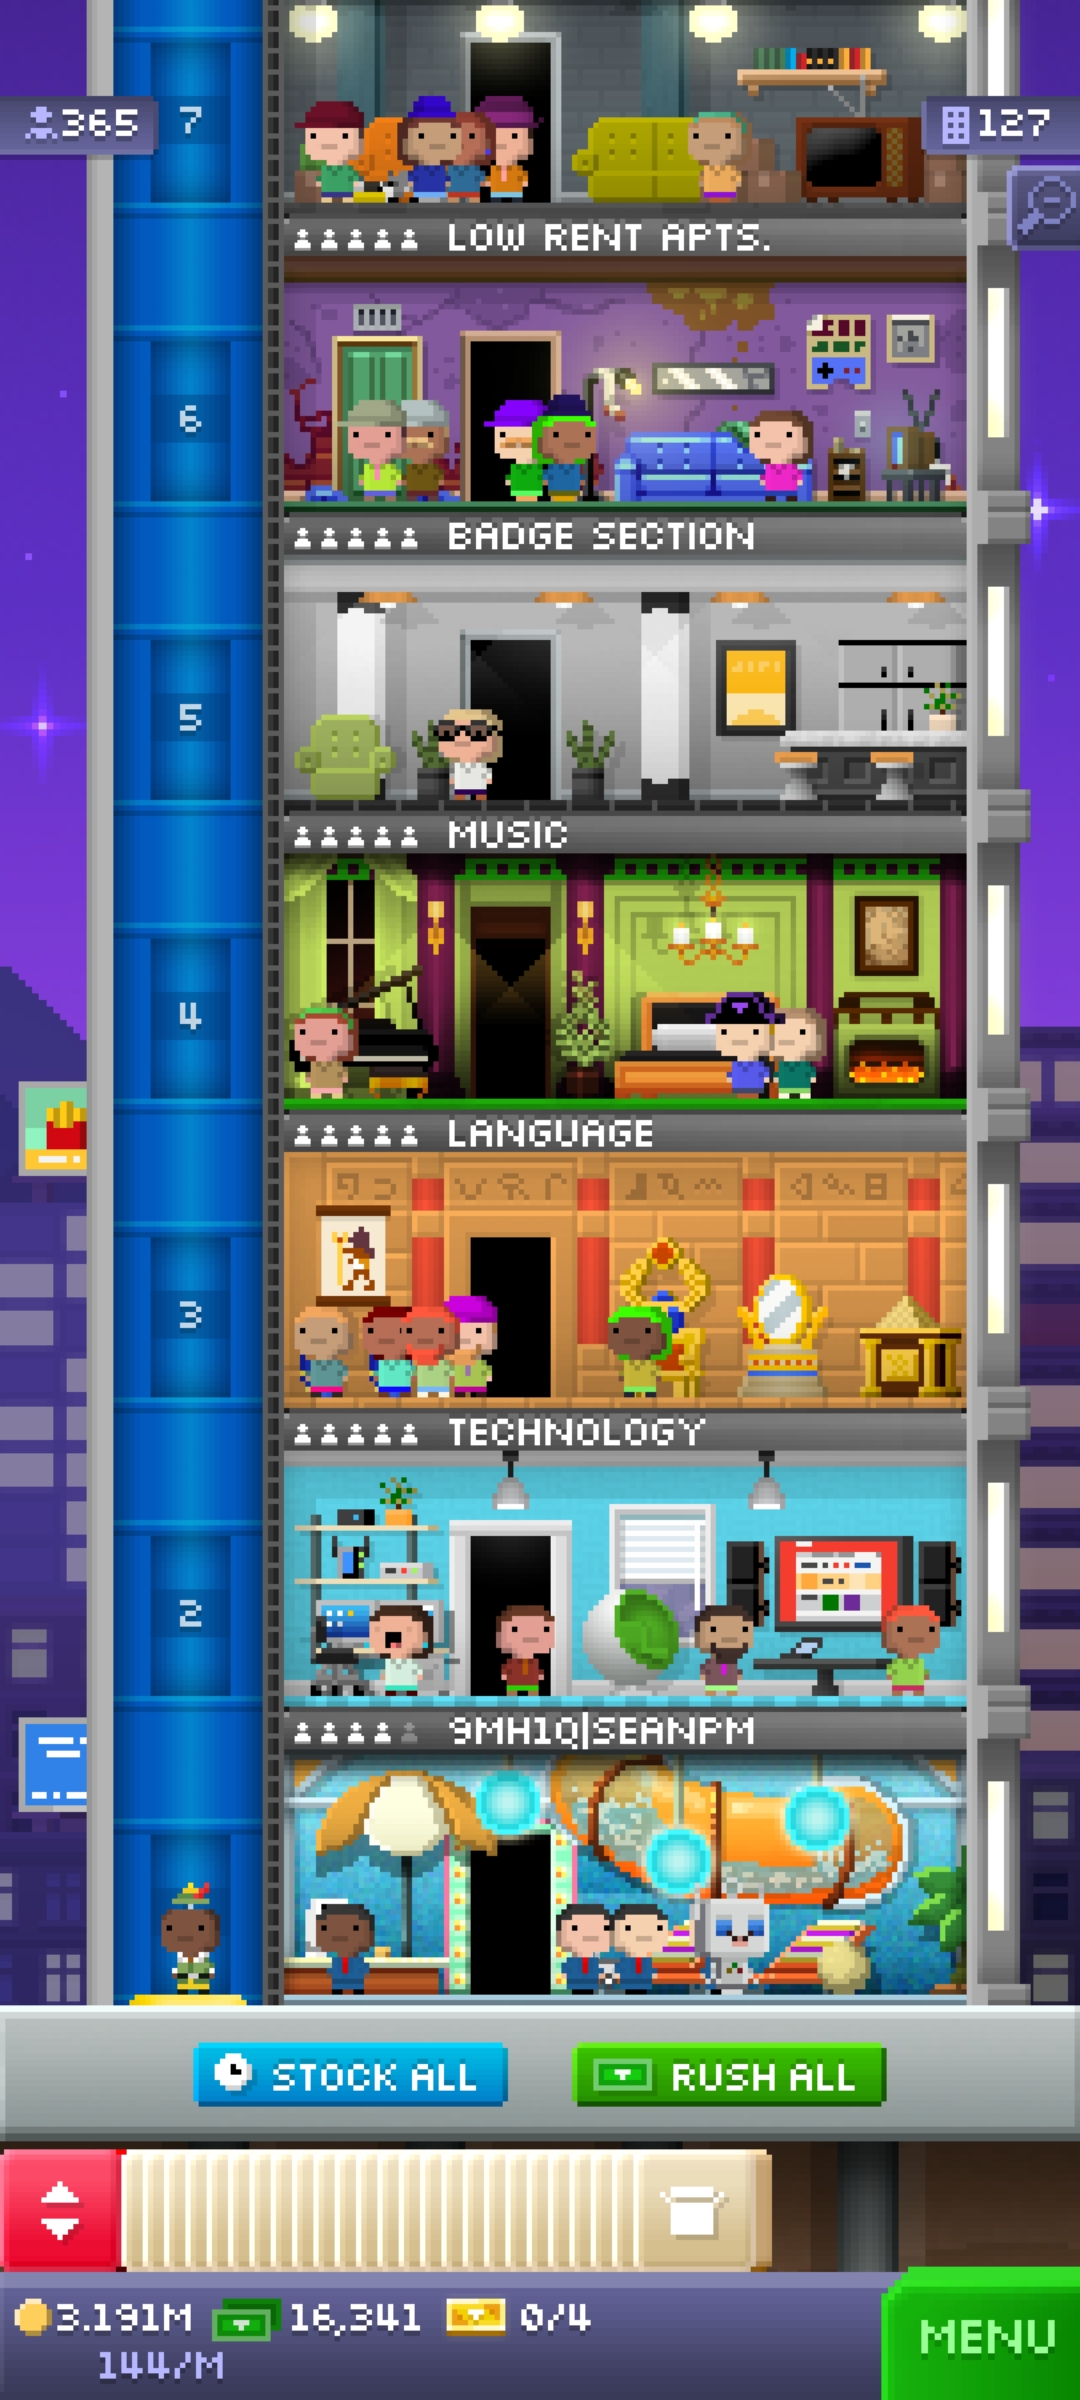 7
365
127
LOW RENT APTS.
6
BADGE SECTION
5
MUSIC
4
LANGUAGE
3
TECHNOLOGY
2
9MH1Q|SEANPM
STOCK ALL
RUSH ALL
3.191M
16,341
0/4
144/M
MENU